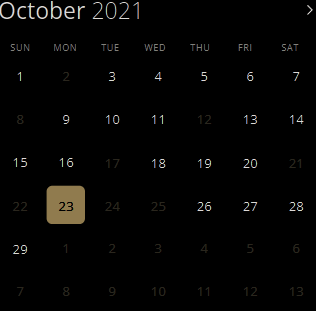 October 2021 >
SUN MON TUE WED THU FRI SAT
1 2 3 4 5 6 7
8 9 10 11 12 13 14
15 16 17 18 19 20 21
22 23 24 25 26 27 28
29 1 2 3 4 5 6
7 8 9 10 11 12 13